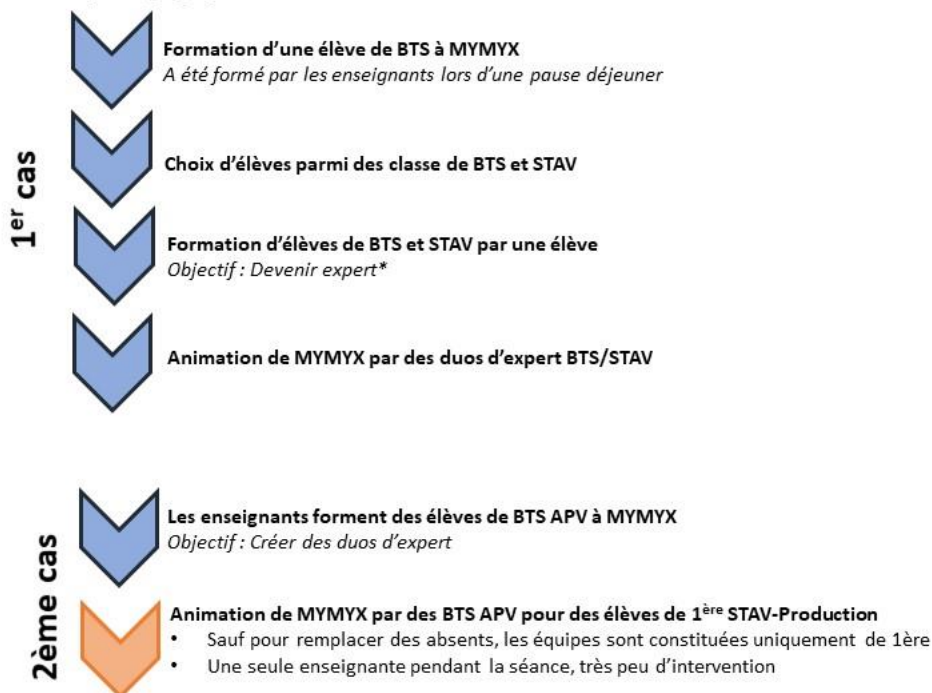 1er cas
Formation d’une élève de BTS à MYMYX
A été formé par les enseignants lors d’une pause déjeuner
Choix d’élèves parmi des classe de BTS et STAV
Formation d’élèves de BTS et STAV par une élève
Objectif : Devenir expert*
Animation de MYMYX par des duos d’expert BTS/STAV
2ème cas
Les enseignants forment des élèves de BTS APV à MYMYX
Objectif : Créer des duos d’expert
Animation de MYMYX par des BTS APV pour des élèves de 1ère STAV-Production
• Sauf pour remplacer des absents, les équipes sont constituées uniquement de 1ère
• Une seule enseignante pendant la séance, très peu d’intervention